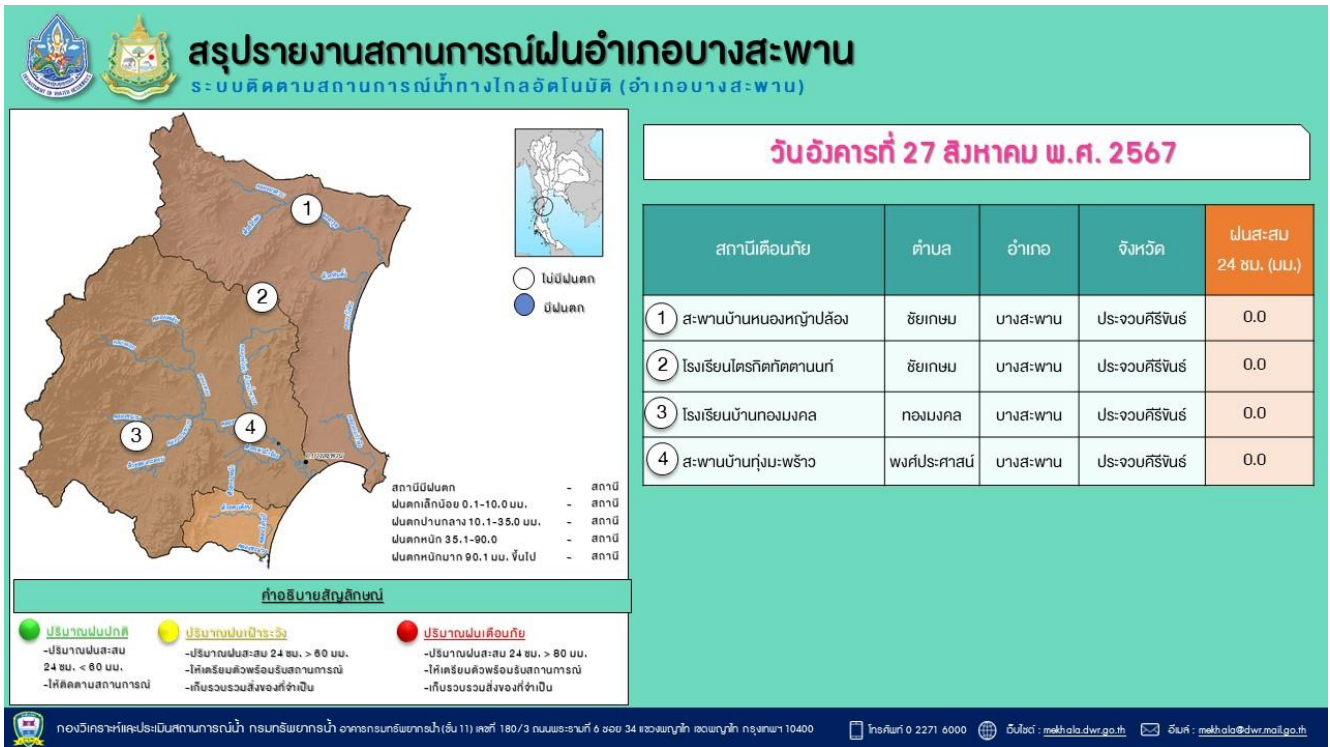 สรุปรายงานสถานการณ์ฝนอำเภอบางสะพาน
ระบบติดตามสถานการณ์น้ำทางไกลอัตโนมัติ (อำเภอบางสะพาน)
1
2
3
4
ไม่มีฝนตก
มีฝนตก
สถานีมีฝนตก - สถานี
ฝนตกเล็กน้อย 0.1-10.0 มม. - สถานี
ฝนตกปานกลาง 10.1-35.0 มม. - สถานี
ฝนตกหนัก 35.1-90.0 - สถานี
ฝนตกหนักมาก 90.1 มม. ขึ้นไป - สถานี
คำอธิบายสัญลักษณ์
ปริมาณฝนปกติ
-ปริมาณฝนสะสม
24 ชม. < 60 มม.
-ให้ติดตามสถานการณ์
ปริมาณฝนเฝ้าระวัง
-ปริมาณฝนสะสม 24 ชม. > 60 มม.
-ให้เตรียมตัวพร้อมรับสถานการณ์
-เก็บรวบรวมสิ่งของที่จำเป็น
ปริมาณฝนเตือนภัย
-ปริมาณฝนสะสม 24 ชม. > 80 มม.
-ให้เตรียมตัวพร้อมรับสถานการณ์
-เก็บรวบรวมสิ่งของที่จำเป็น
วันอังคารที่ 27 สิงหาคม พ.ศ. 2567
สถานีเตือนภัย ตำบล อำเภอ จังหวัด ฝนสะสม
24 ชม. (มม.)
1 สะพานบ้านหนองหญ้าปล้อง ชัยเกษม บางสะพาน ประจวบคีรีขันธ์ 0.0
2 โรงเรียนไตรกิตทัตตานนท์ ชัยเกษม บางสะพาน ประจวบคีรีขันธ์ 0.0
3 โรงเรียนบ้านทองมงคล ทองมงคล บางสะพาน ประจวบคีรีขันธ์ 0.0
4 สะพานบ้านทุ่งมะพร้าว พงศ์ประศาสน์ บางสะพาน ประจวบคีรีขันธ์ 0.0
กองวิเคราะห์และประเมินสถานการณ์น้ำ กรมทรัพยากรน้ำ อาคารกรมทรัพยากรน้ำ (ชั้น 11) เลขที่ 180/3 ถนนพระรามที่ 6 ซอย 34 แขวงพญาไท เขตพญาไท กรุงเทพฯ 10400 โทรศัพท์ 0 2271 6000 เว็บไซต์ : mekhala.dwr.go.th อีเมล์ : mekhala@dwr.mail.go.th